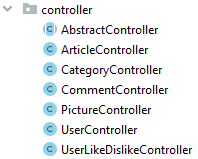 controller
AbstractController
ArticleController
CategoryController
CommentController
PictureController
UserController
UserLikeDislikeController